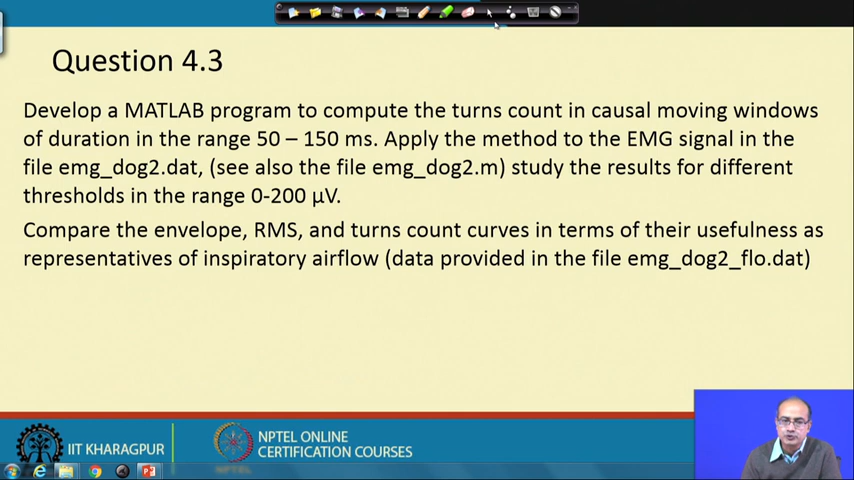 Question 4.3
Develop a MATLAB program to compute the turns count in causal moving windows
of duration in the range 50 – 150 ms. Apply the method to the EMG signal in the
file emg_dog2.dat, (see also the file emg_dog2.m) study the results for different
thresholds in the range 0-200 µV.
Compare the envelope, RMS, and turns count curves in terms of their usefulness as
representatives of inspiratory airflow (data provided in the file emg_dog2_flo.dat)
IIT KHARAGPUR
NPTEL ONLINE
CERTIFICATION COURSES
NPTEL